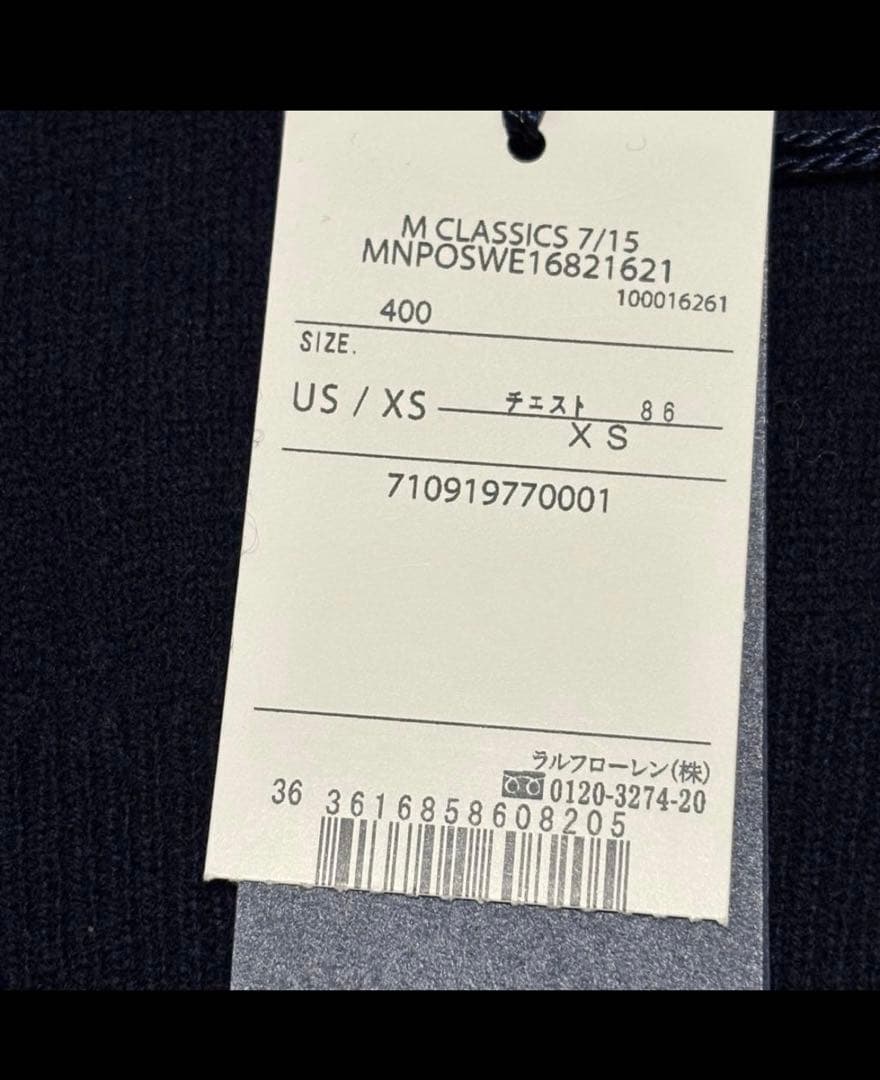 M CLASSICS 7/15
MNPOSWE16821621
100016261
400
SIZE.
US / XS チェスト 86
XS
710919770001
ラルフローレン(株)
0120-3274-20
36 3616858608205